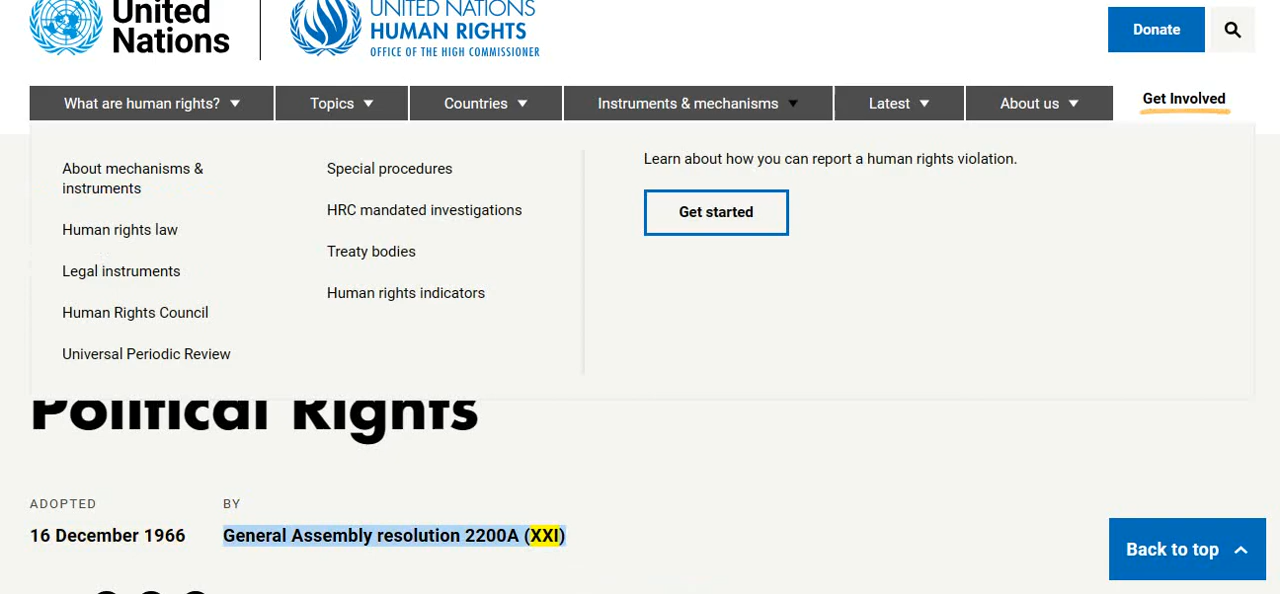 United
Nations
UNITED NATIONS
HUMAN RIGHTS
OFFICE OF THE HIGH COMMISSIONER
Donate
What are human rights?
Topics
Countries
Instruments & mechanisms
Latest
About us
Get Involved
About mechanisms &
instruments
Human rights law
Legal instruments
Human Rights Council
Universal Periodic Review
Special procedures
HRC mandated investigations
Treaty bodies
Human rights indicators
Learn about how you can report a human rights violation.
Get started
Political Rights
ADOPTED
16 December 1966
BY
General Assembly resolution 2200A (XXI)
Back to top